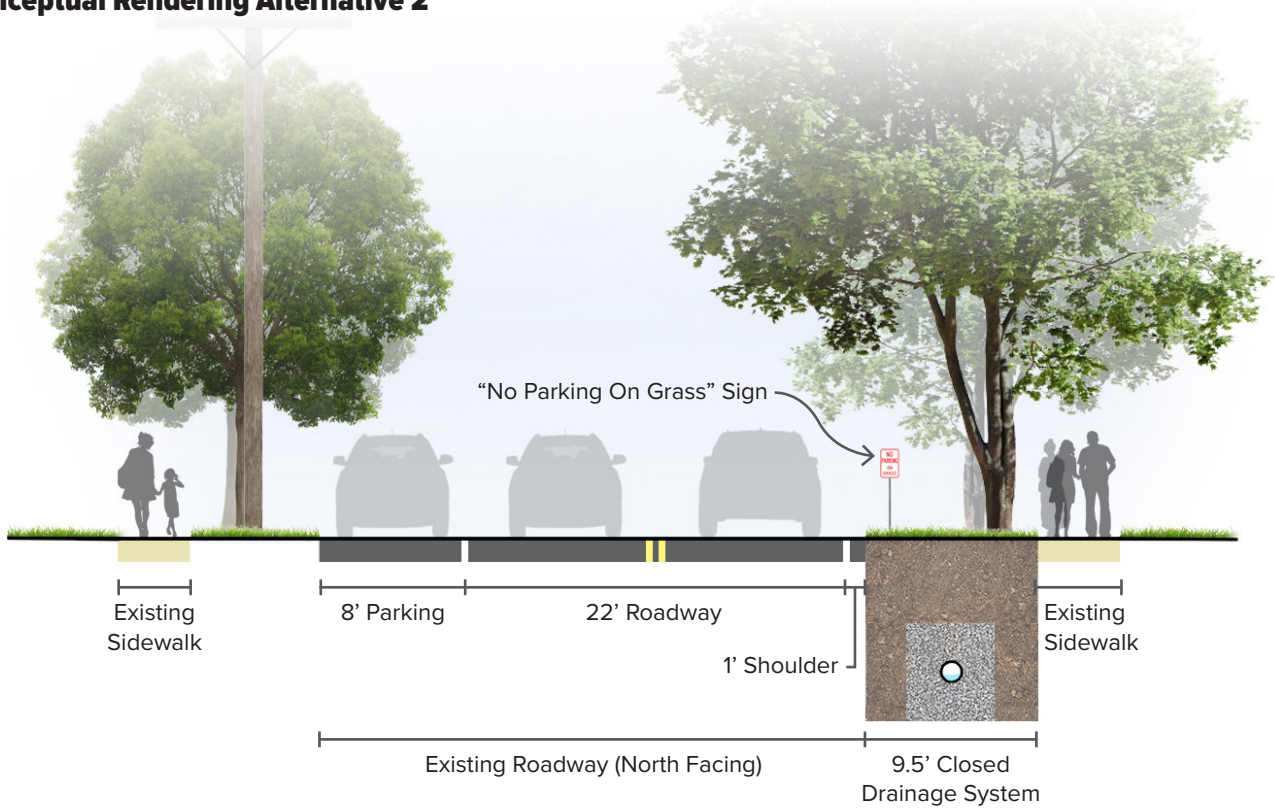 nceptual Rendering Alternative 2
“No Parking On Grass” Sign
NO
PARKING
ON
GRASS
Existing
Sidewalk
8’ Parking
22’ Roadway
1’ Shoulder
Existing
Sidewalk
Existing Roadway (North Facing)
9.5’ Closed
Drainage System